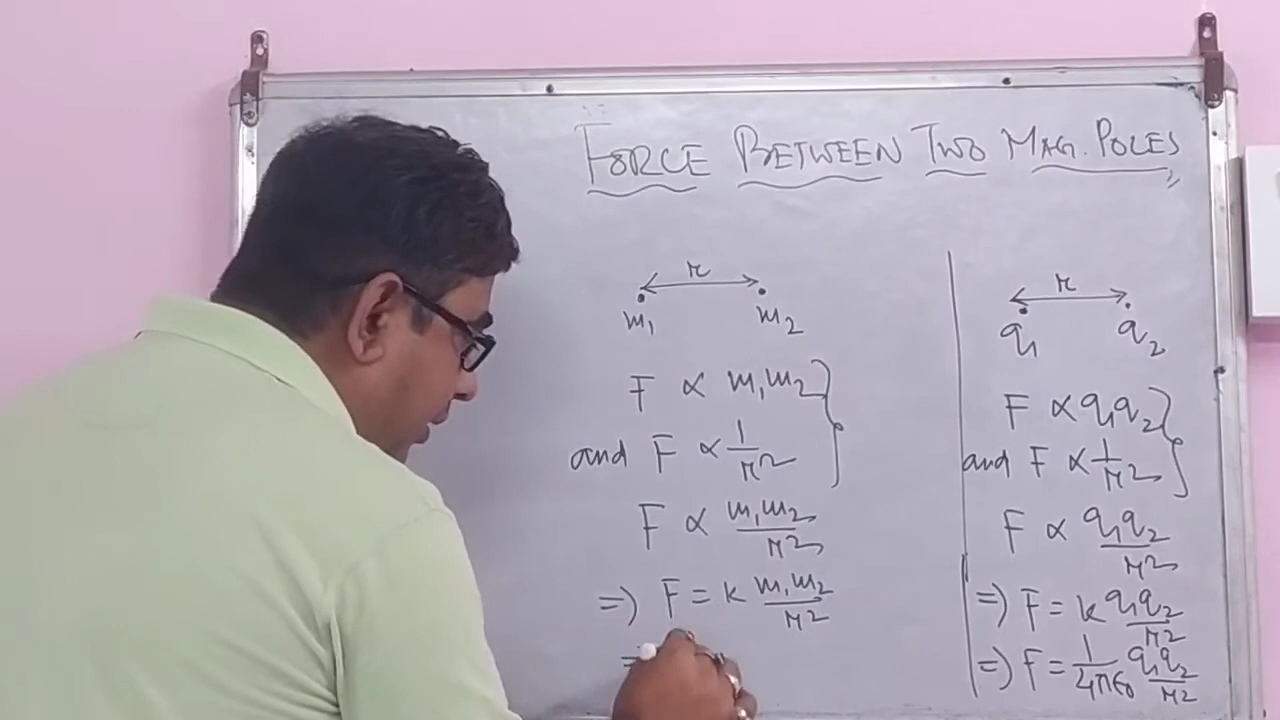 FORCE BETWEEN TWO MAG. POLES
r
m₁ m₂
F ∝ m₁m₂
and F ∝ 1/r²
F ∝ m₁m₂/r²
=) F = k m₁m₂/r²
=
r
q₁ q₂
F ∝ q₁q₂
and F ∝ 1/r²
F ∝ q₁q₂/r²
=) F = k q₁q₂/r²
=) F = 1/4πϵ₀ q₁q₂/r²